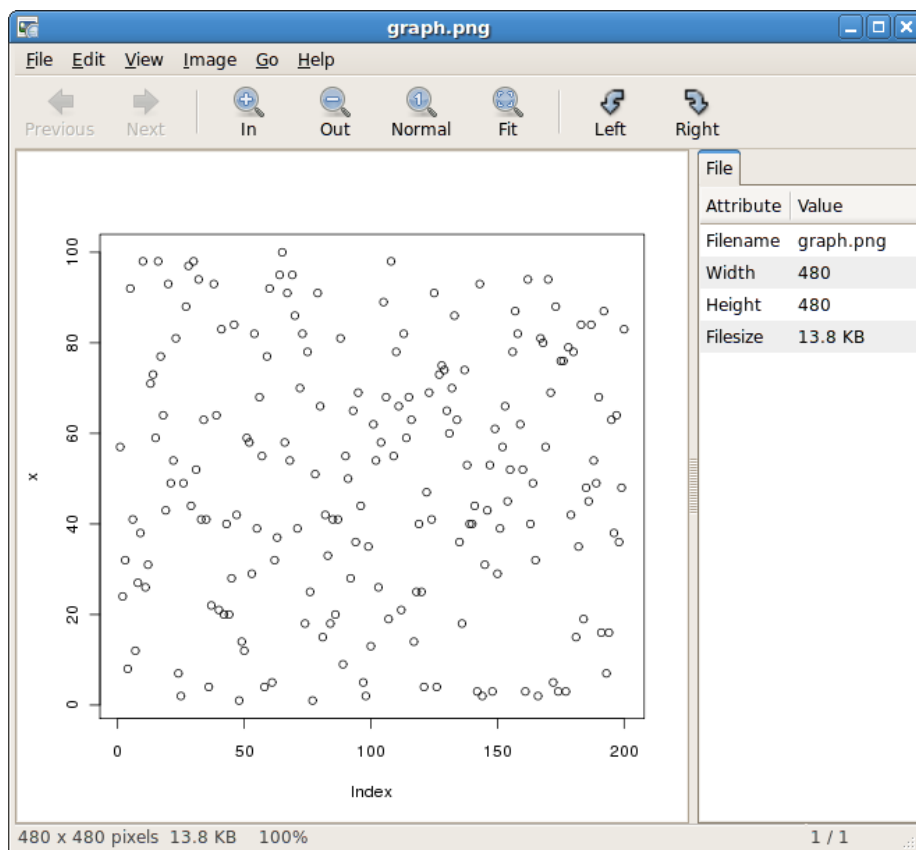 graph.png
File Edit View Image Go Help
Previous Next In Out Normal Fit Left Right
File
Attribute Value
Filename graph.png
Width 480
Height 480
Filesize 13.8 KB
100
80
60
40
20
0
x
0 50 100 150 200
Index
480 x 480 pixels 13.8 KB 100% 1 / 1